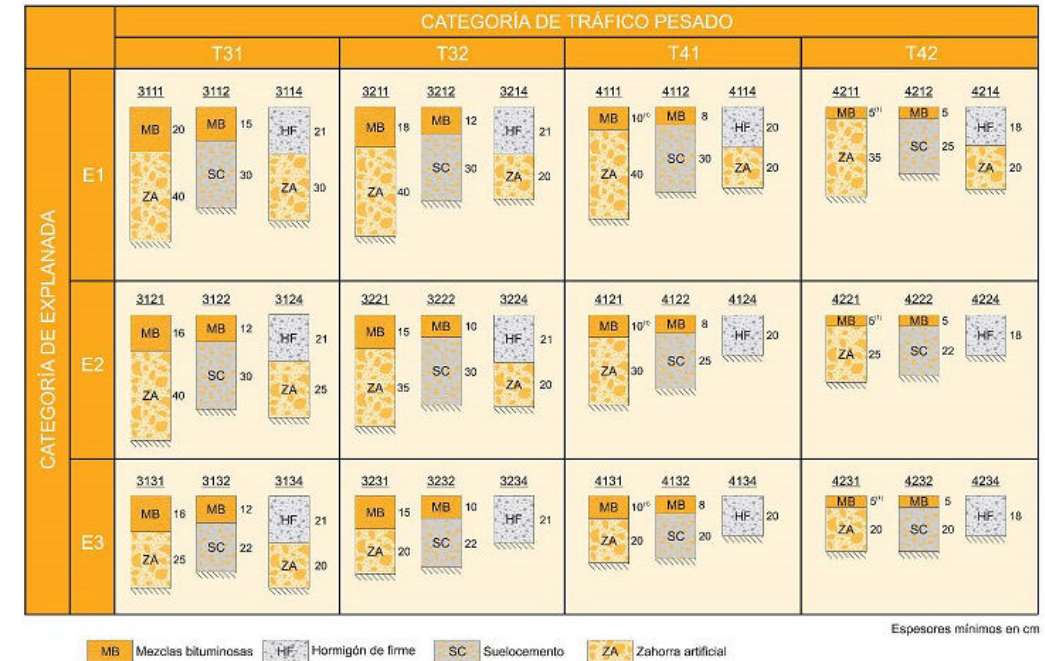 CATEGORÍA DE TRÁFICO PESADO
T31 T32 T41 T42
CATEGORÍA DE EXPLANADA
E1
3111 3112 3114 3211 3212 3214 4111 4112 4114 4211 4212 4214
MB 20 MB 15 HF 21 MB 18 MB 12 HF 21 MB 10(1) MB 8 HF 20 MB 5(1) MB 5 HF 18
ZA 40 SC 30 ZA 30 ZA 40 SC 30 ZA 20 ZA 40 SC 30 ZA 20 ZA 35 SC 25 ZA 20
E2
3121 3122 3124 3221 3222 3224 4121 4122 4124 4221 4222 4224
MB 16 MB 12 HF 21 MB 15 MB 10 HF 21 MB 10(1) MB 8 HF 20 MB 5(1) MB 5 HF 18
ZA 40 SC 30 ZA 25 ZA 35 SC 30 ZA 20 ZA 30 SC 25 ZA 25 SC 22
E3
3131 3132 3134 3231 3232 3234 4131 4132 4134 4231 4232 4234
MB 16 MB 12 HF 21 MB 15 MB 10 HF 21 MB 10(1) MB 8 HF 20 MB 5(1) MB 5 HF 18
ZA 25 SC 22 ZA 20 ZA 20 SC 22 ZA 20 SC 20 ZA 20 SC 20
Espesores mínimos en cm
MB Mezclas bituminosas HF Hormigón de firme SC Suelocemento ZA Zahorra artificial